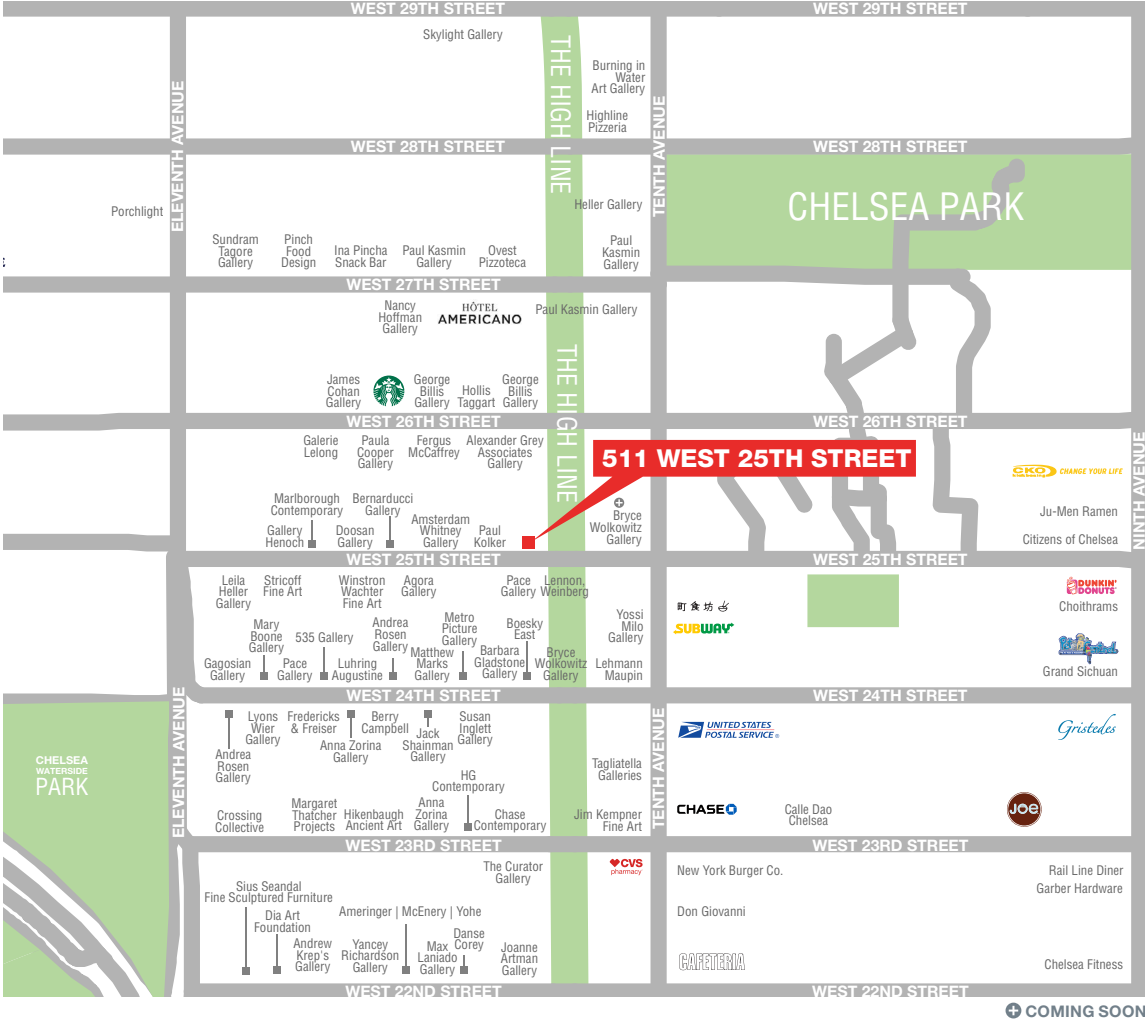 WEST 29TH STREET
WEST 29TH STREET
Skylight Gallery
THE HIGH LINE
Burning in
Water
Art Gallery
Highline
Pizzeria
ELEVENTH AVENUE
TENTH AVENUE
WEST 28TH STREET
WEST 28TH STREET
Porchlight
Heller Gallery
CHELSEA PARK
Sundram
Tagore
Gallery
Pinch
Food
Design
Ina Pincha
Snack Bar
Paul Kasmin
Gallery
Ovest
Pizzoteca
Paul
Kasmin
Gallery
WEST 27TH STREET
Nancy
Hoffman
Gallery
HÔTEL
AMERICANO
Paul Kasmin Gallery
THE HIGH LINE
James
Cohan
Gallery
George
Billis
Gallery
Hollis
Taggart
George
Billis
Gallery
WEST 26TH STREET
WEST 26TH STREET
Galerie
Lelong
Paula
Cooper
Gallery
Fergus
McCaffrey
Alexander Grey
Associates
Gallery
511 WEST 25TH STREET
CKO
CHANGE YOUR LIFE
NINTH AVENUE
Marlborough
Contemporary
Bernarducci
Gallery
Gallery
Henoch
Doosan
Gallery
Amsterdam
Whitney
Gallery
Paul
Kolker
Bryce
Wolkowitz
Gallery
Ju-Men Ramen
Citizens of Chelsea
WEST 25TH STREET
WEST 25TH STREET
Leila
Heller
Gallery
Stricoff
Fine Art
Winstron
Wachter
Fine Art
Agora
Gallery
Pace
Gallery
Lennon,
Weinberg
DUNKIN'
DONUTS
Choithrams
町食坊
SUBWAY
Mary
Boone
Gallery
535 Gallery
Andrea
Rosen
Gallery
Metro
Picture
Gallery
Boesky
East
Yossi
Milo
Gallery
Gagosian
Gallery
Pace
Gallery
Luhring
Augustine
Matthew
Marks
Gallery
Barbara
Gladstone
Gallery
Bryce
Wolkowitz
Gallery
Lehmann
Maupin
Grand Sichuan
WEST 24TH STREET
WEST 24TH STREET
ELEVENTH AVENUE
TENTH AVENUE
Lyons
Wier
Gallery
Fredericks
& Freiser
Berry
Campbell
Susan
Inglett
Gallery
Andrea
Rosen
Gallery
Anna Zorina
Gallery
Jack
Shainman
Gallery
UNITED STATES
POSTAL SERVICE®
Gristedes
CHELSEA
WATERSIDE
PARK
Tagliatella
Galleries
HG
Contemporary
Crossing
Collective
Margaret
Thatcher
Projects
Hikenbaugh
Ancient Art
Anna
Zorina
Gallery
Chase
Contemporary
Jim Kempner
Fine Art
CHASE
Calle Dao
Chelsea
JOE
WEST 23RD STREET
WEST 23RD STREET
The Curator
Gallery
CVS
pharmacy
New York Burger Co.
Rail Line Diner
Garber Hardware
Sius Seandal
Fine Sculptured Furniture
Dia Art
Foundation
Ameringer | McEnery | Yohe
Don Giovanni
Andrew
Krep's
Gallery
Yancey
Richardson
Gallery
Max
Laniado
Gallery
Danse
Corey
Joanne
Artman
Gallery
CAFETERIA
Chelsea Fitness
WEST 22ND STREET
WEST 22ND STREET
COMING SOON